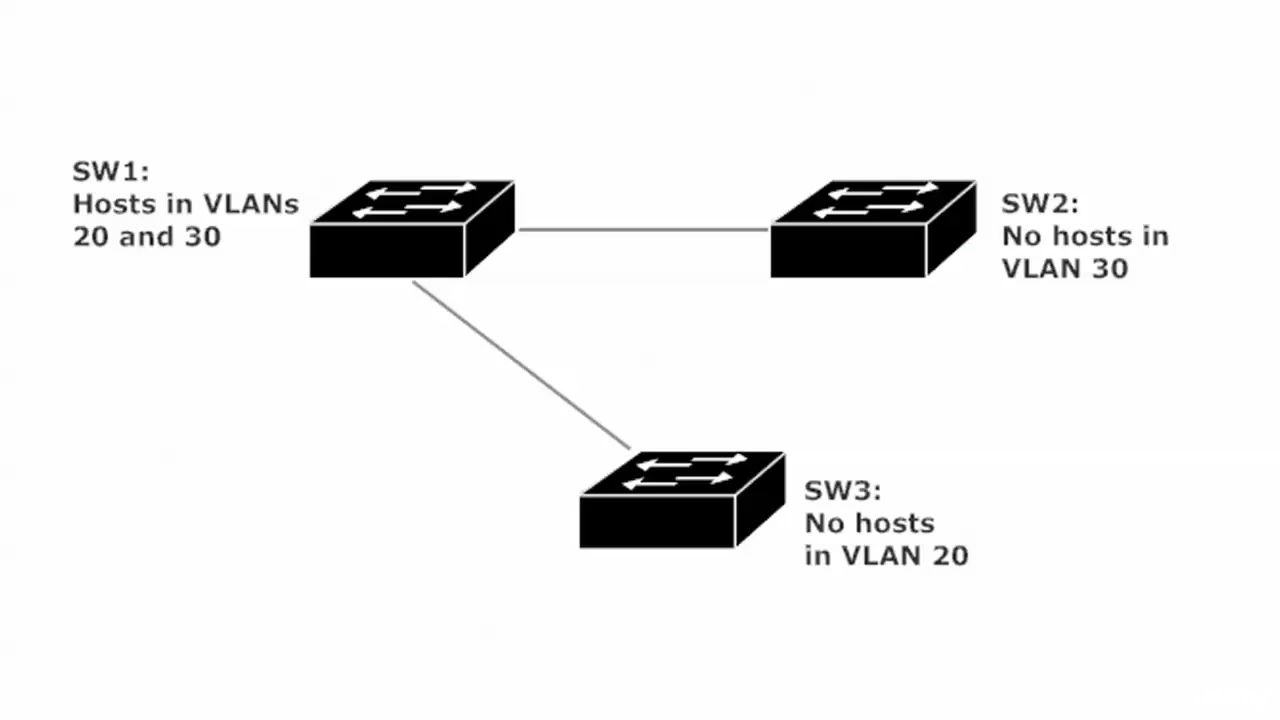 SW1:
Hosts in VLANs
20 and 30
SW2:
No hosts in
VLAN 30
SW3:
No hosts
in VLAN 20